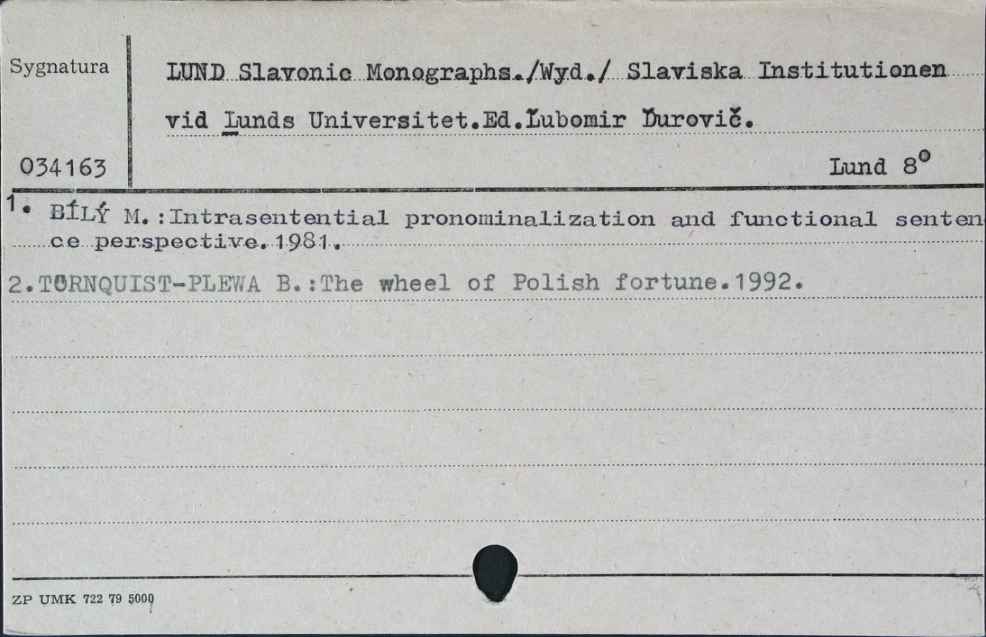 Sygnatura
LUND Slavonic Monographs./Wyd./ Slaviska Institutionen
vid Lunds Universitet.Ed.Ľubomir Ďurovič.
034163
Lund 8°
1. BÍLÝ M.:Intrasentential pronominalization and functional senten
ce perspective.1981.
2.TÖRNQUIST-PLEWA B.:The wheel of Polish fortune.1992.
ZP UMK 722 79 5000